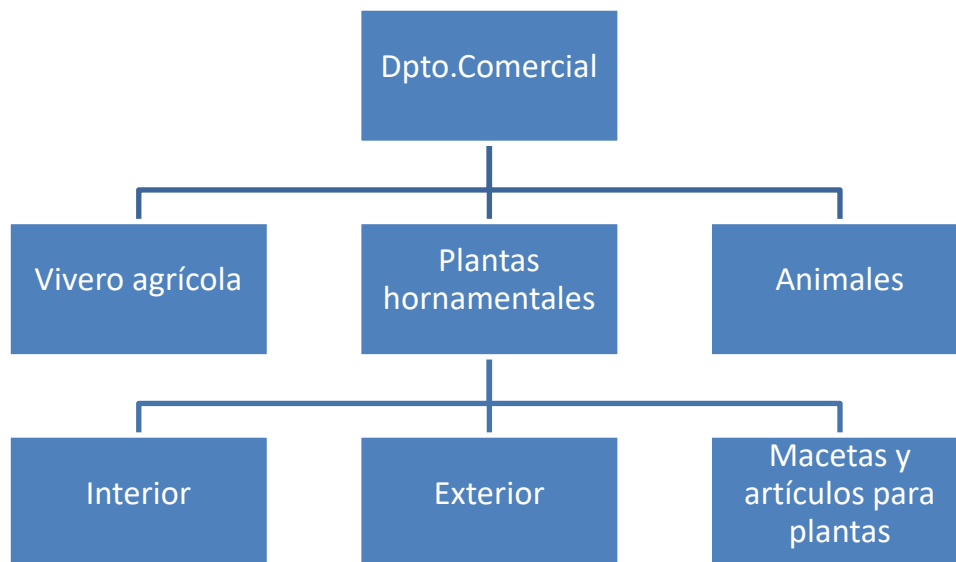 Dpto.Comercial
Vivero agrícola
Plantas
hornamentales
Animales
Interior
Exterior
Macetas y
artículos para
plantas